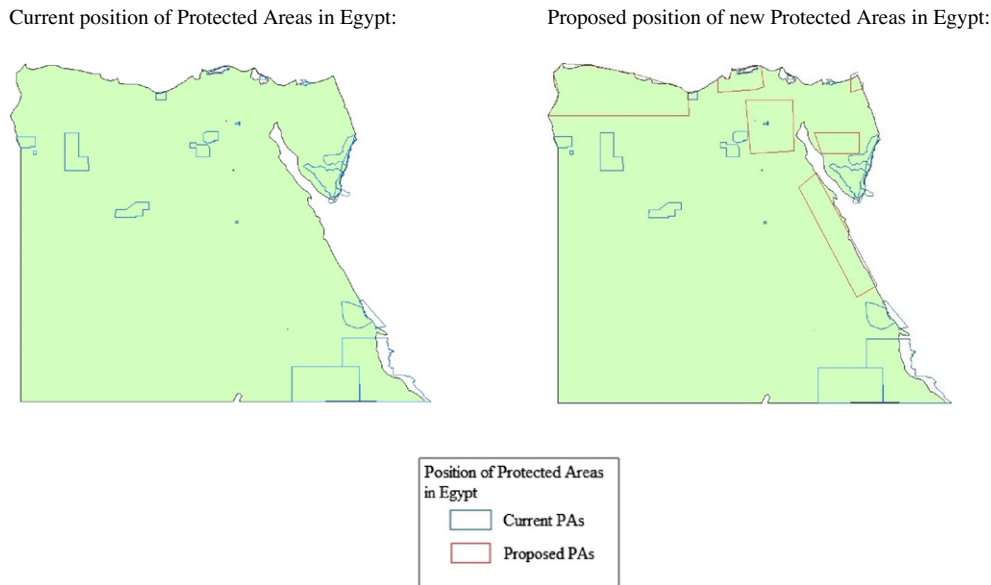 Current position of Protected Areas in Egypt:
Proposed position of new Protected Areas in Egypt:
Position of Protected Areas
in Egypt
Current PAs
Proposed PAs